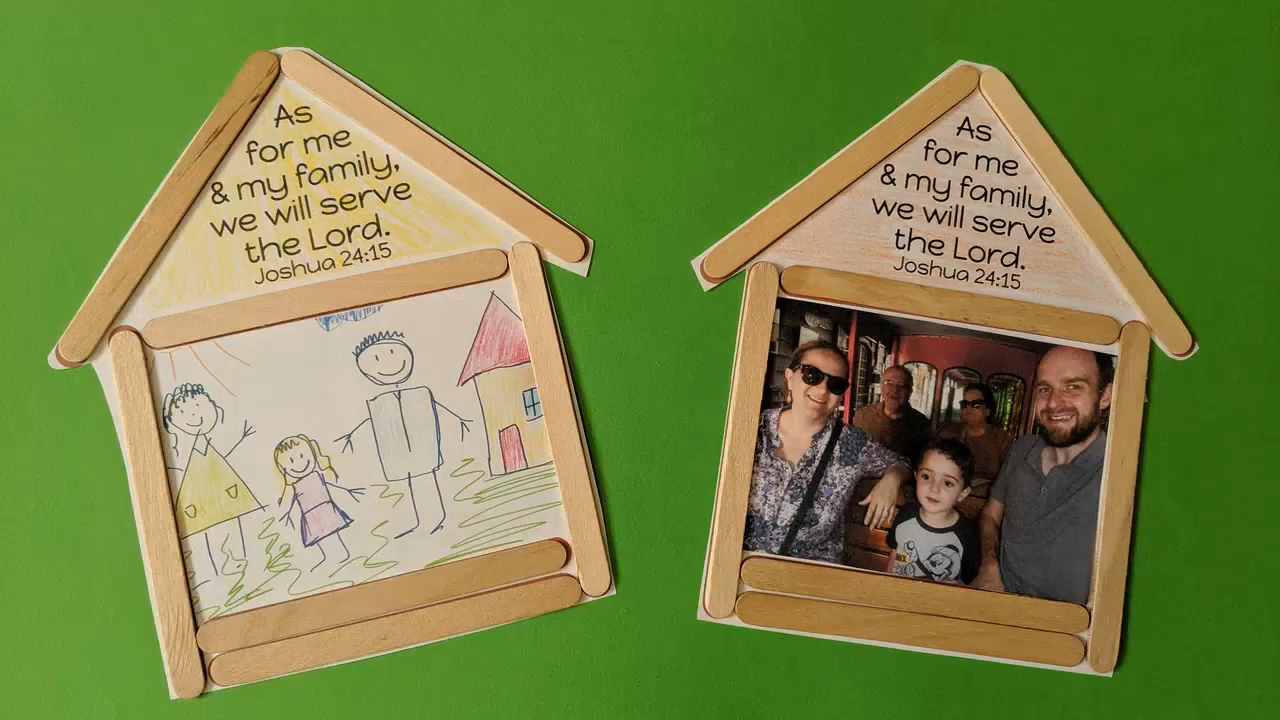 As
for me
& my family,
we will serve
the Lord.
Joshua 24:15
As
for me
& my family,
we will serve
the Lord.
Joshua 24:15